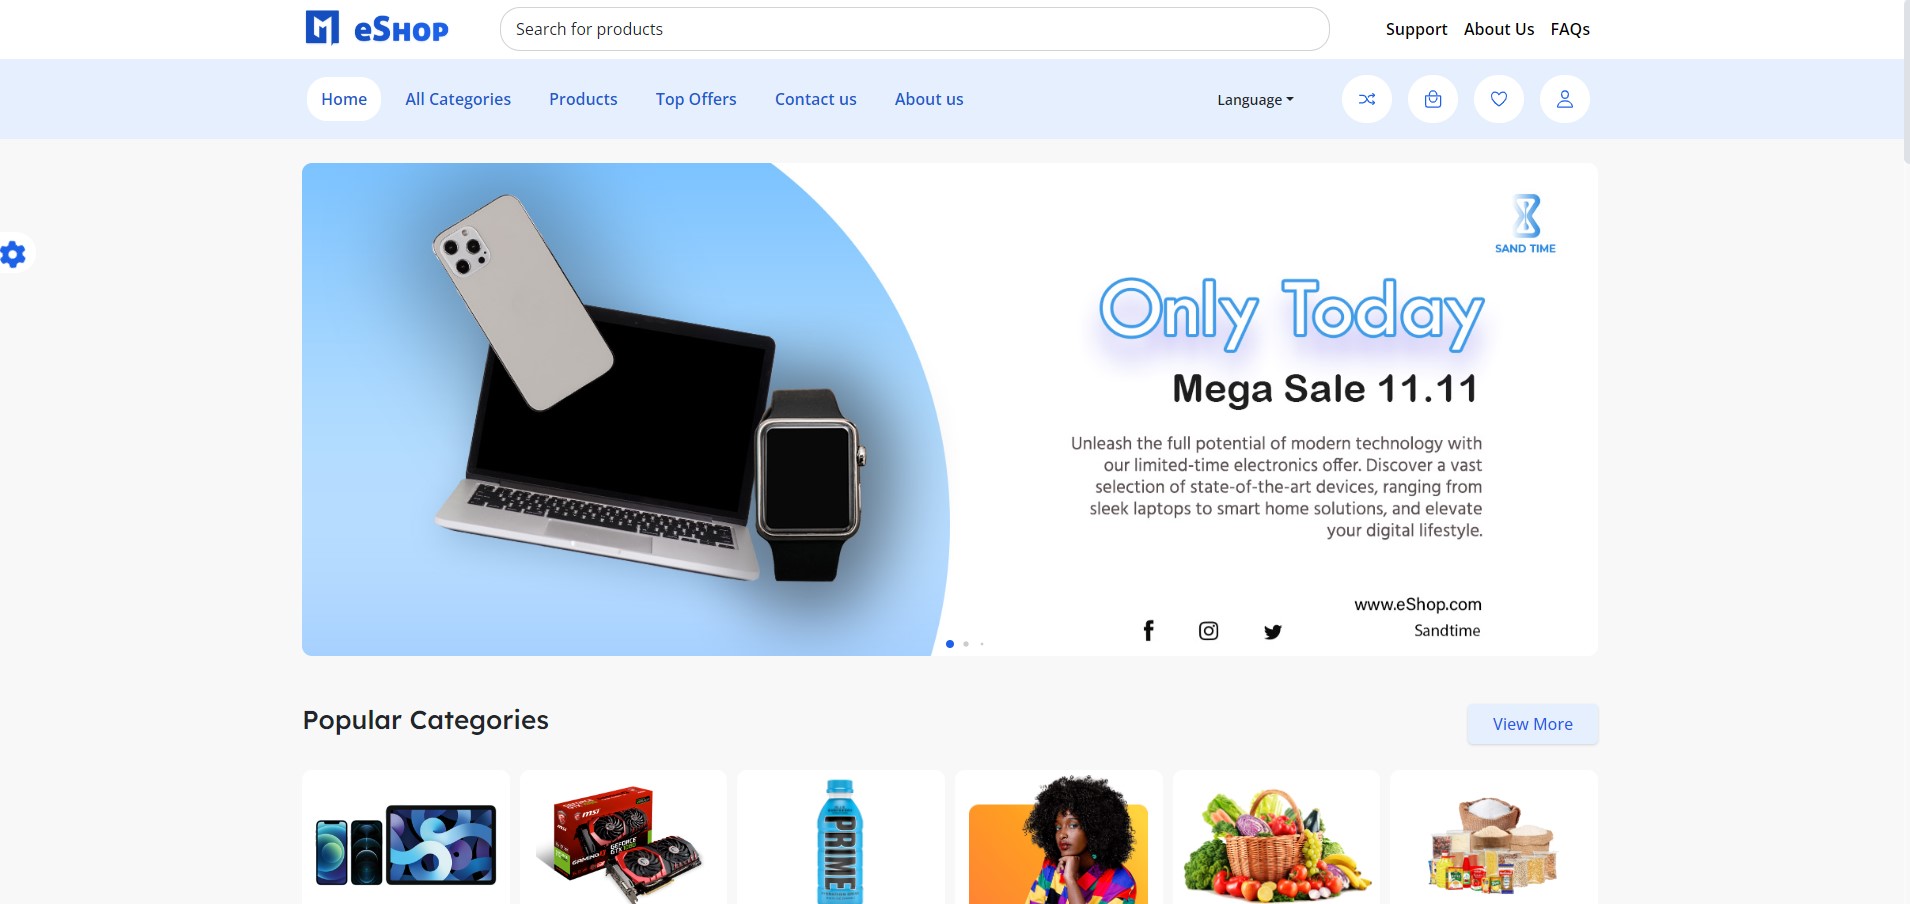 eShop
Search for products
Support
About Us
FAQs
Home
All Categories
Products
Top Offers
Contact us
About us
Language
SAND TIME
Only Today
Mega Sale 11.11
Unleash the full potential of modern technology with
our limited-time electronics offer. Discover a vast
selection of state-of-the-art devices, ranging from
sleek laptops to smart home solutions, and elevate
your digital lifestyle.
www.eShop.com
Sandtime
Popular Categories
View More
msi
GAMING
GEFORCE
PRIME